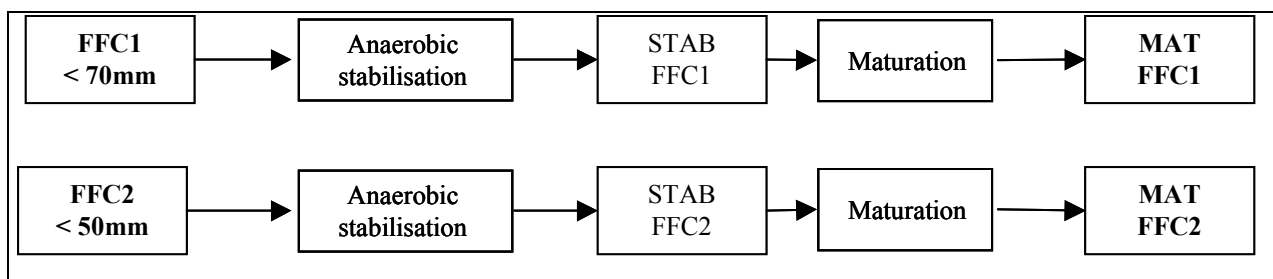 FFC1
< 70mm
Anaerobic
stabilisation
STAB
FFC1
Maturation
MAT
FFC1
FFC2
< 50mm
Anaerobic
stabilisation
STAB
FFC2
Maturation
MAT
FFC2